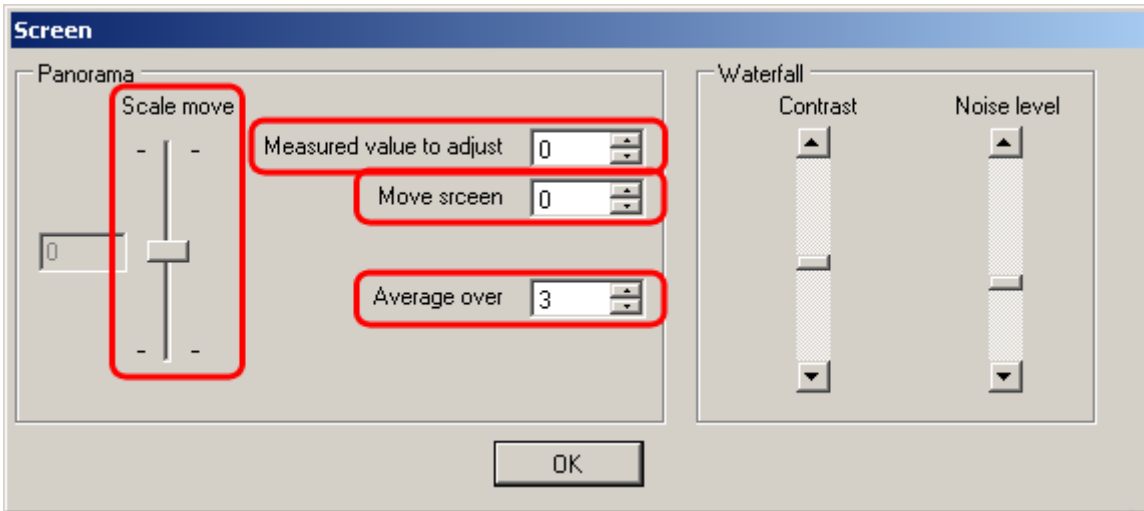 Screen
Panorama
Scale move
Measured value to adjust 0
Move srceen 0
0
Average over 3
Waterfall
Contrast Noise level
OK